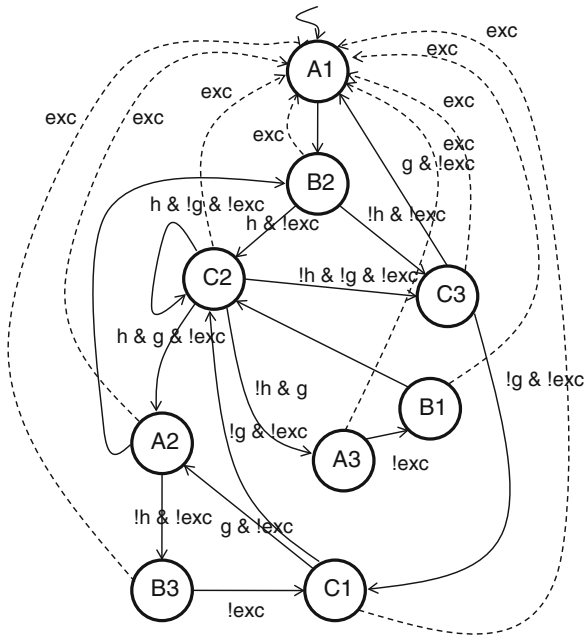 exc
exc
A1
exc
exc
exc
exc
exc
exc
g & !exc
B2
h & !g & !exc
h & !exc
!h & !exc
C2
!h & !g & !exc
C3
h & g & !exc
!h & g
!g & !exc
B1
A2
!g & !exc
A3
!exc
!h & !exc
g & !exc
B3
C1
!exc